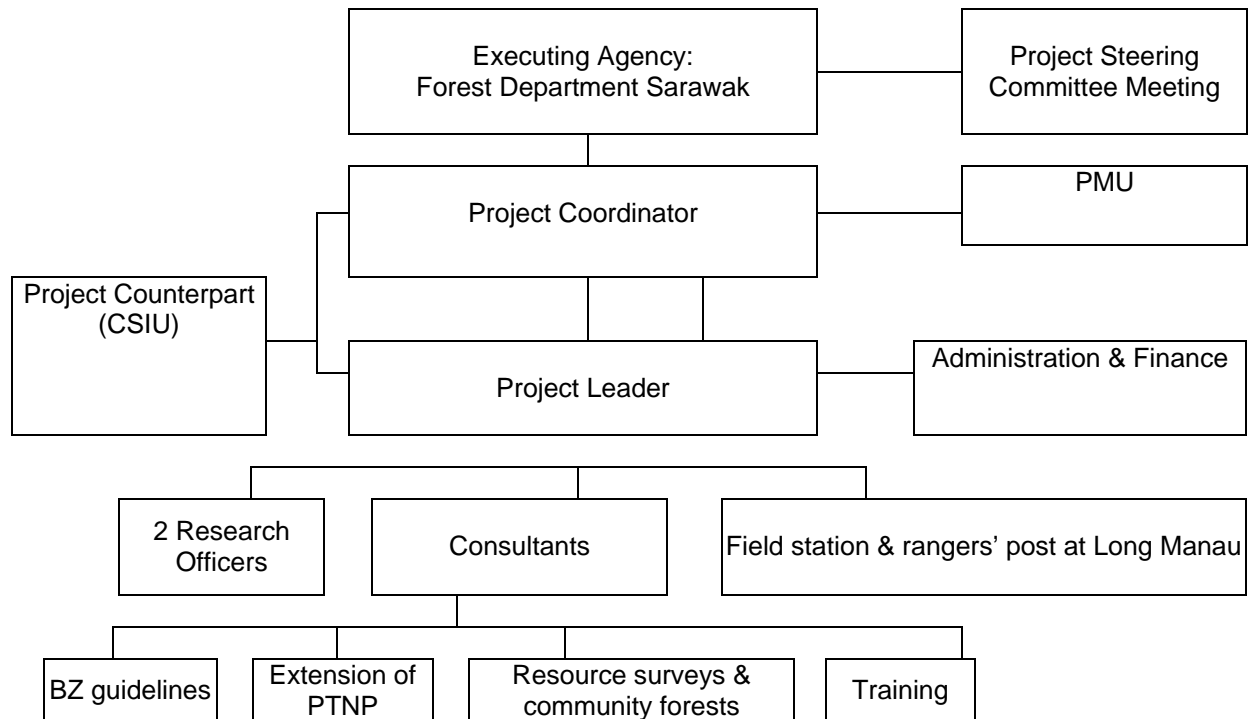 Executing Agency:
Forest Department Sarawak
Project Steering
Committee Meeting
Project Coordinator
PMU
Project Counterpart
(CSIU)
Project Leader
Administration & Finance
2 Research
Officers
Consultants
Field station & rangers’ post at Long Manau
BZ guidelines
Extension of
PTNP
Resource surveys &
community forests
Training